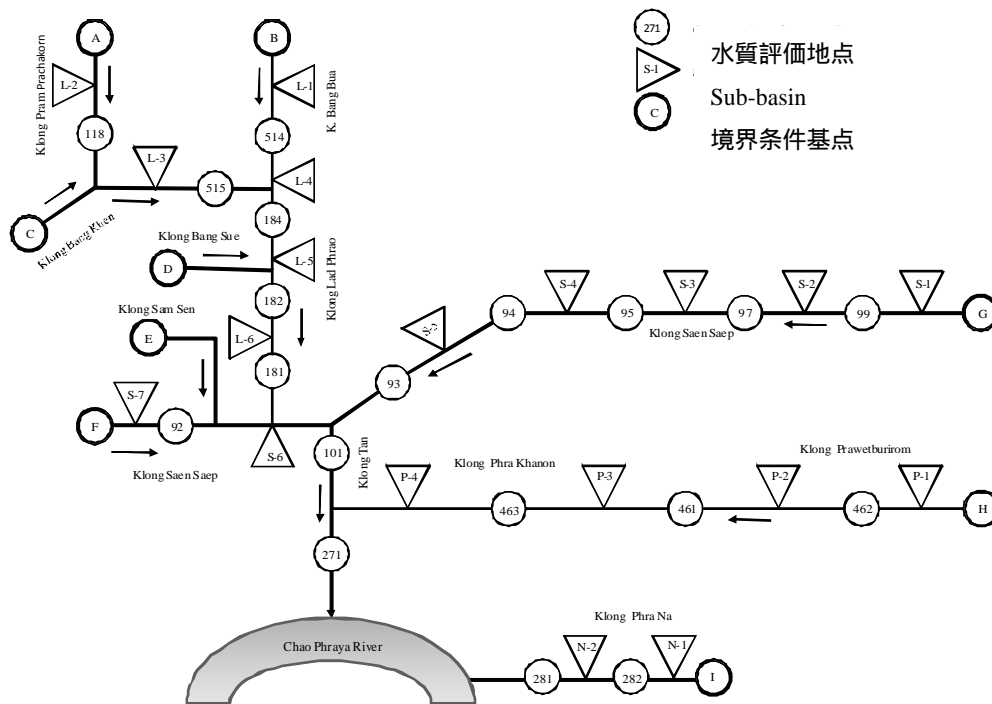 A
B
271
水質評価地点
S-1
Sub-basin
C
境界条件基点
Klong Pram Prachakorn
L-2
L-1
K. Bang Bua
118
514
L-3
515
L-4
C
Klong Bang Khen
184
Klong Bang Sue
D
L-5
Klong Lad Phrao
182
Klong Sam Sen
E
L-6
181
S-4
S-3
S-2
S-1
94
95
97
99
G
Klong Saen Saep
93
S-7
F
92
Klong Saen Saep
S-6
101
Klong Tan
Klong Phra Khanon
Klong Prawetburirom
P-4
P-3
P-2
P-1
463
461
462
H
271
Chao Phraya River
Klong Phra Na
N-2
N-1
281
282
I